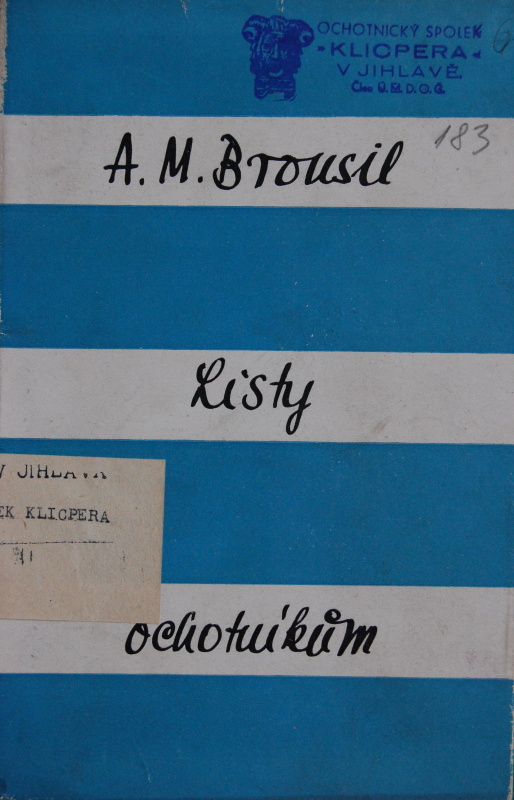 OCHOTNICKÝ SPOLEK
"KLICPERA"
V JIHLAVĚ.
183
A. M. Brousil
Listy
V JIHLAVA
EK KLICPERA
ochotníkům